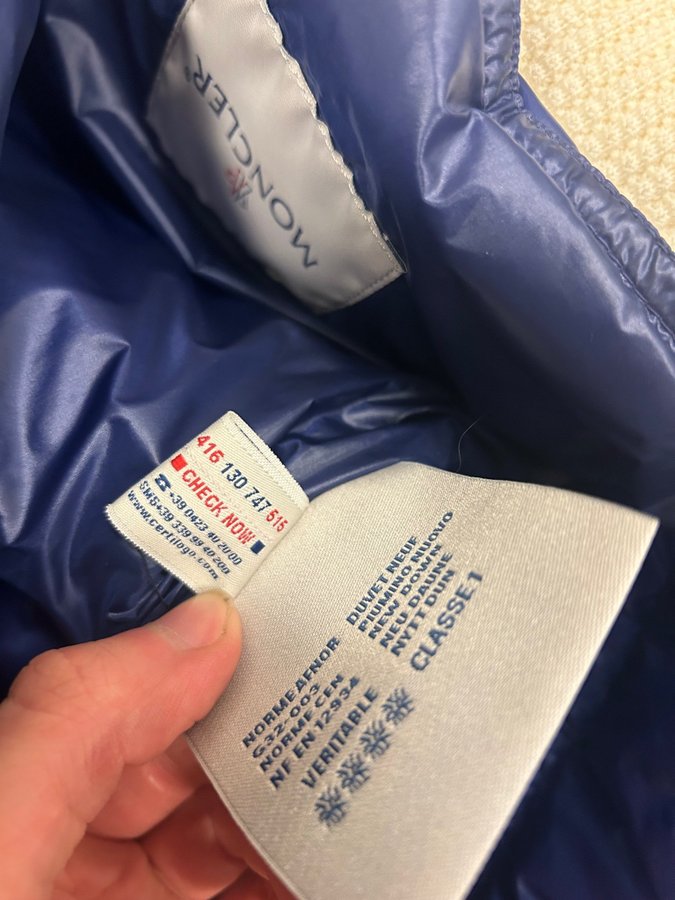 MONCLER
416 130 747 515
CHECK NOW
☎ +39 0423 40 20 00
SMS+39 339 99 40 200
www.certilogo.com
DUVET NEUF
PIUMINO NUOVO
NEW DOWN
NEU DAUNE
NYTT DUN
CLASSE 1
NORME AFNOR
G32-003
NORME CEN
NF EN 12934
VERITABLE